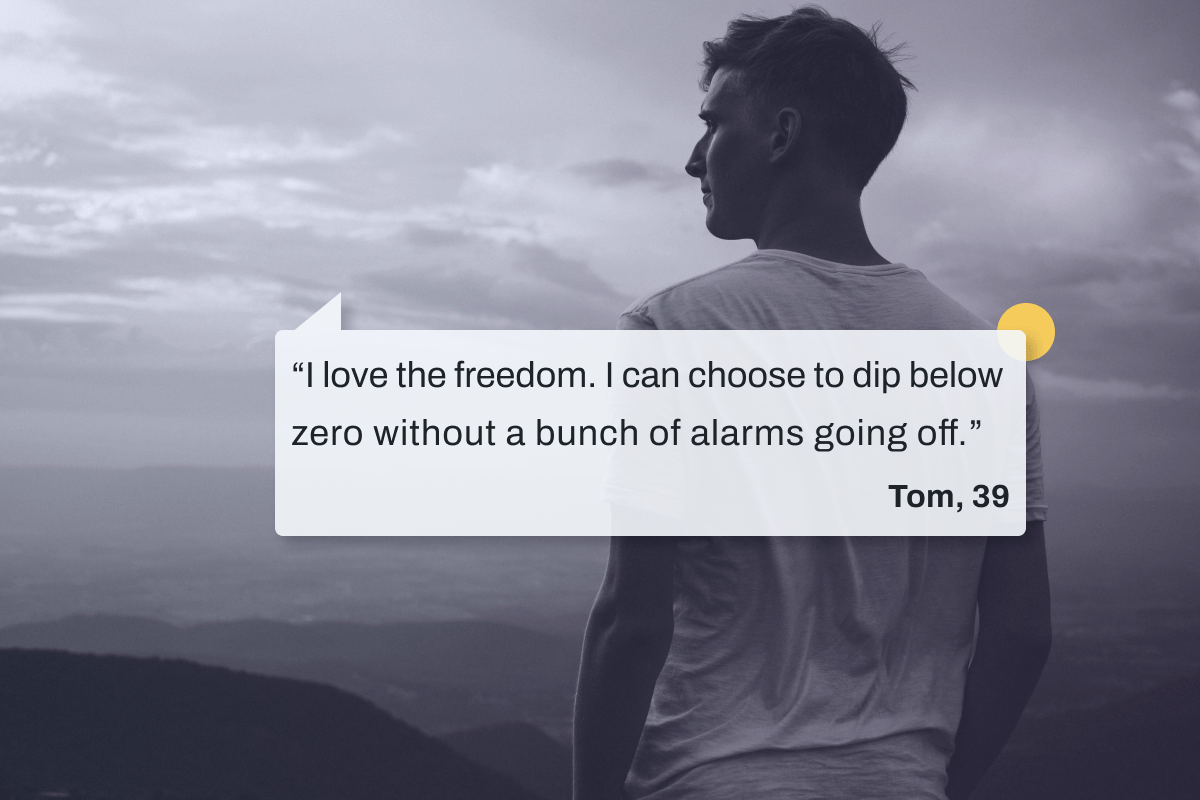 “I love the freedom. I can choose to dip below
zero without a bunch of alarms going off.”
Tom, 39